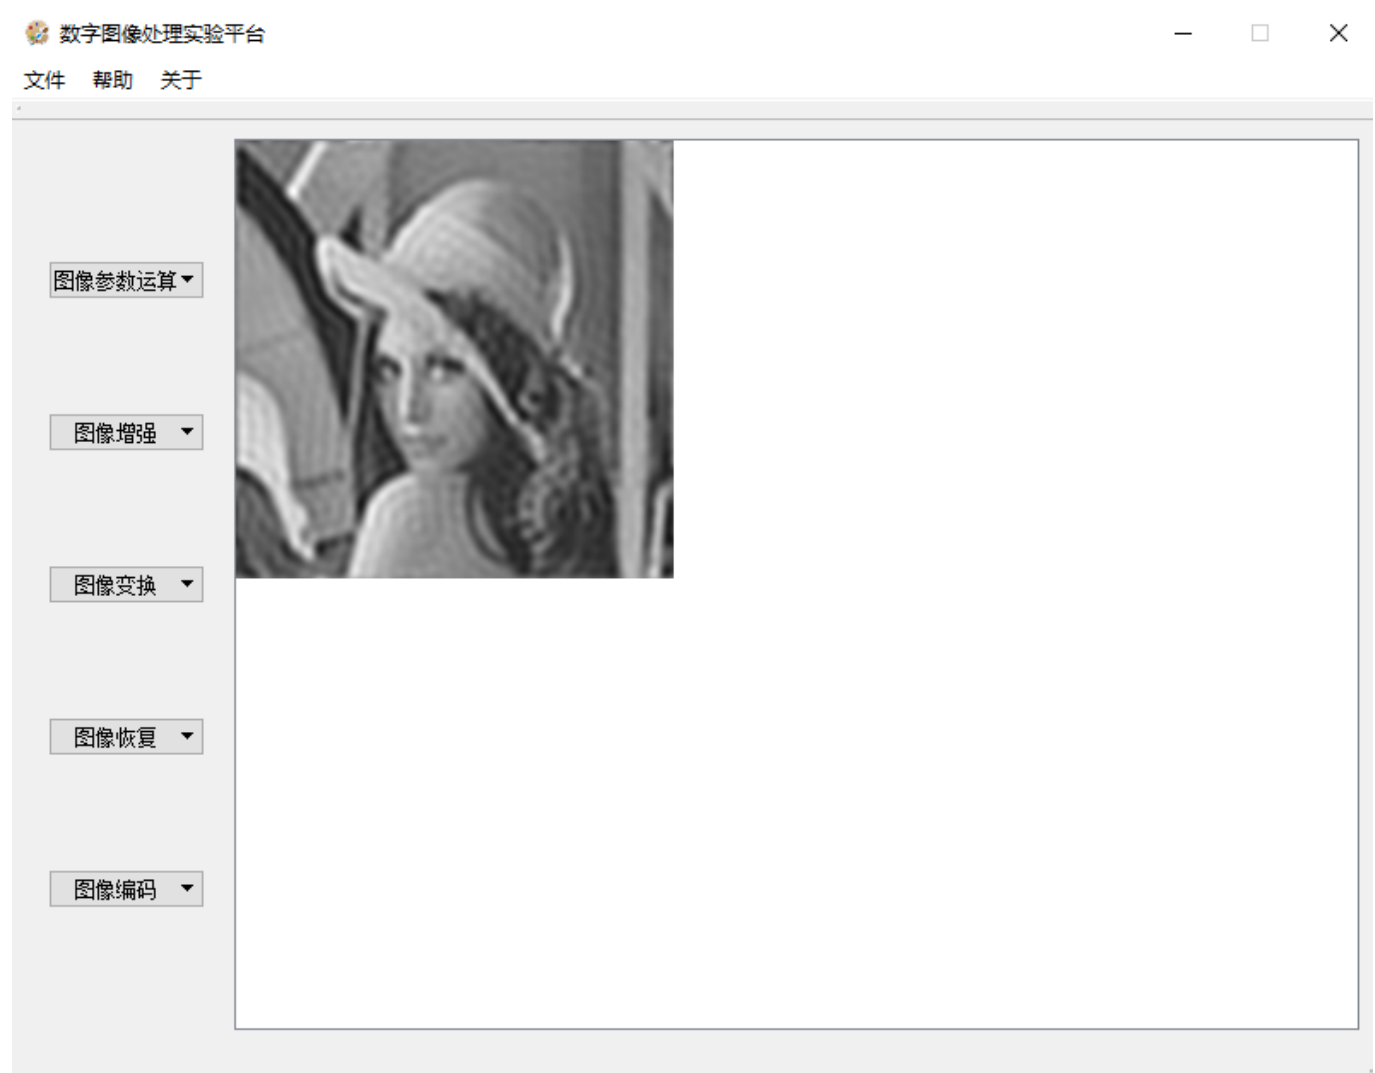 数字图像处理实验平台
文件 帮助 关于
图像参数运算
图像增强
图像变换
图像恢复
图像编码